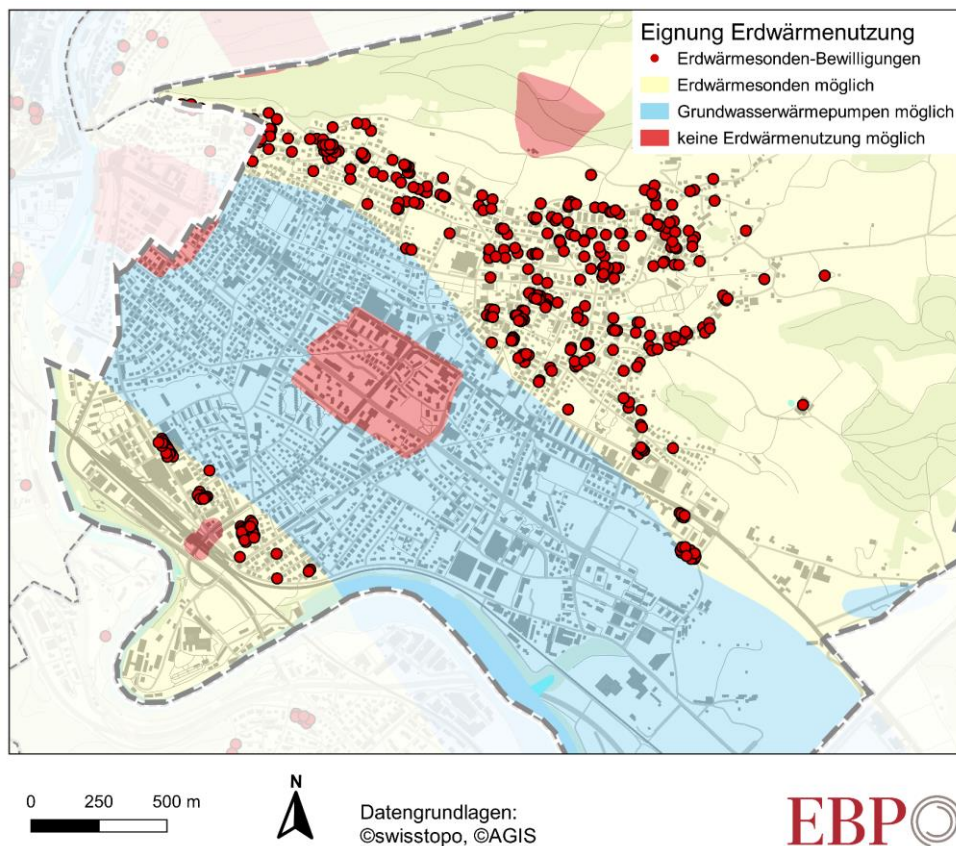 Eignung Erdwärmenutzung
Erdwärmesonden-Bewilligungen
Erdwärmesonden möglich
Grundwasserwärmepumpen möglich
keine Erdwärmenutzung möglich
0 250 500 m
N
Datengrundlagen:
©swisstopo, ©AGIS
EBP